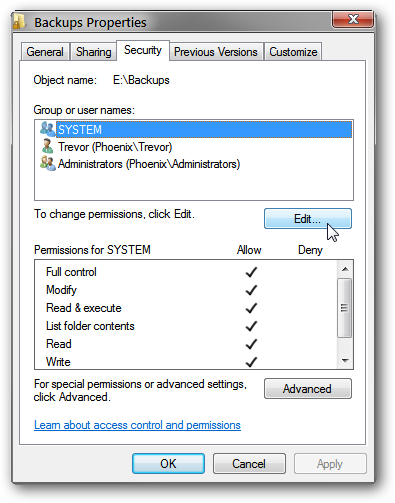 Backups Properties
General Sharing Security Previous Versions Customize
Object name: E:\Backups
Group or user names:
SYSTEM
Trevor (Phoenix\Trevor)
Administrators (Phoenix\Administrators)
To change permissions, click Edit.
Edit...
Permissions for SYSTEM Allow Deny
Full control
Modify
Read & execute
List folder contents
Read
Write
For special permissions or advanced settings,
click Advanced.
Advanced
Learn about access control and permissions
OK Cancel Apply